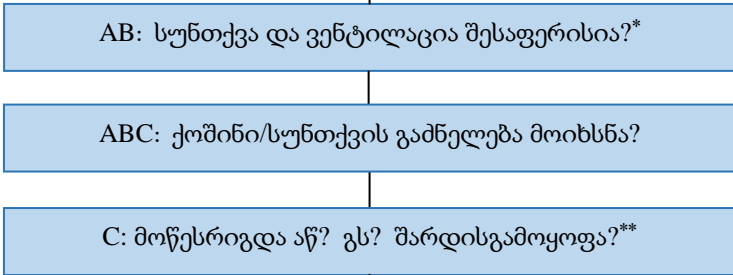 AB: სუნთქვა და ვენტილაცია შესაფერისია?*
ABC: ქოშინი/სუნთქვის გაძნელება მოიხსნა?
C: მოწესრიგდა აწ? გს? შარდისგამოყოფა?**